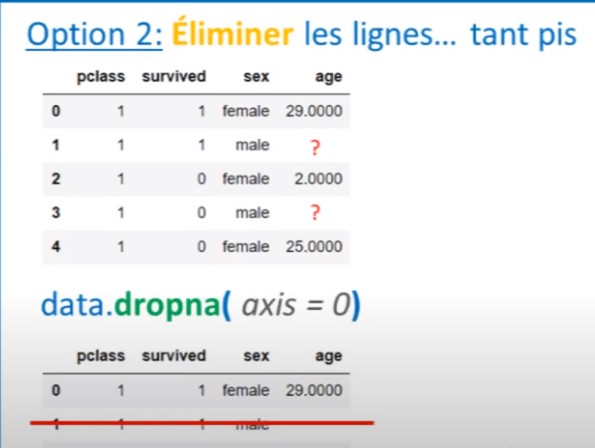 Option 2: Éliminer les lignes... tant pis
pclass survived sex age
0 1 1 female 29.0000
1 1 1 male ?
2 1 0 female 2.0000
3 1 0 male ?
4 1 0 female 25.0000
data.dropna( axis = 0)
pclass survived sex age
0 1 1 female 29.0000
1 1 1 male